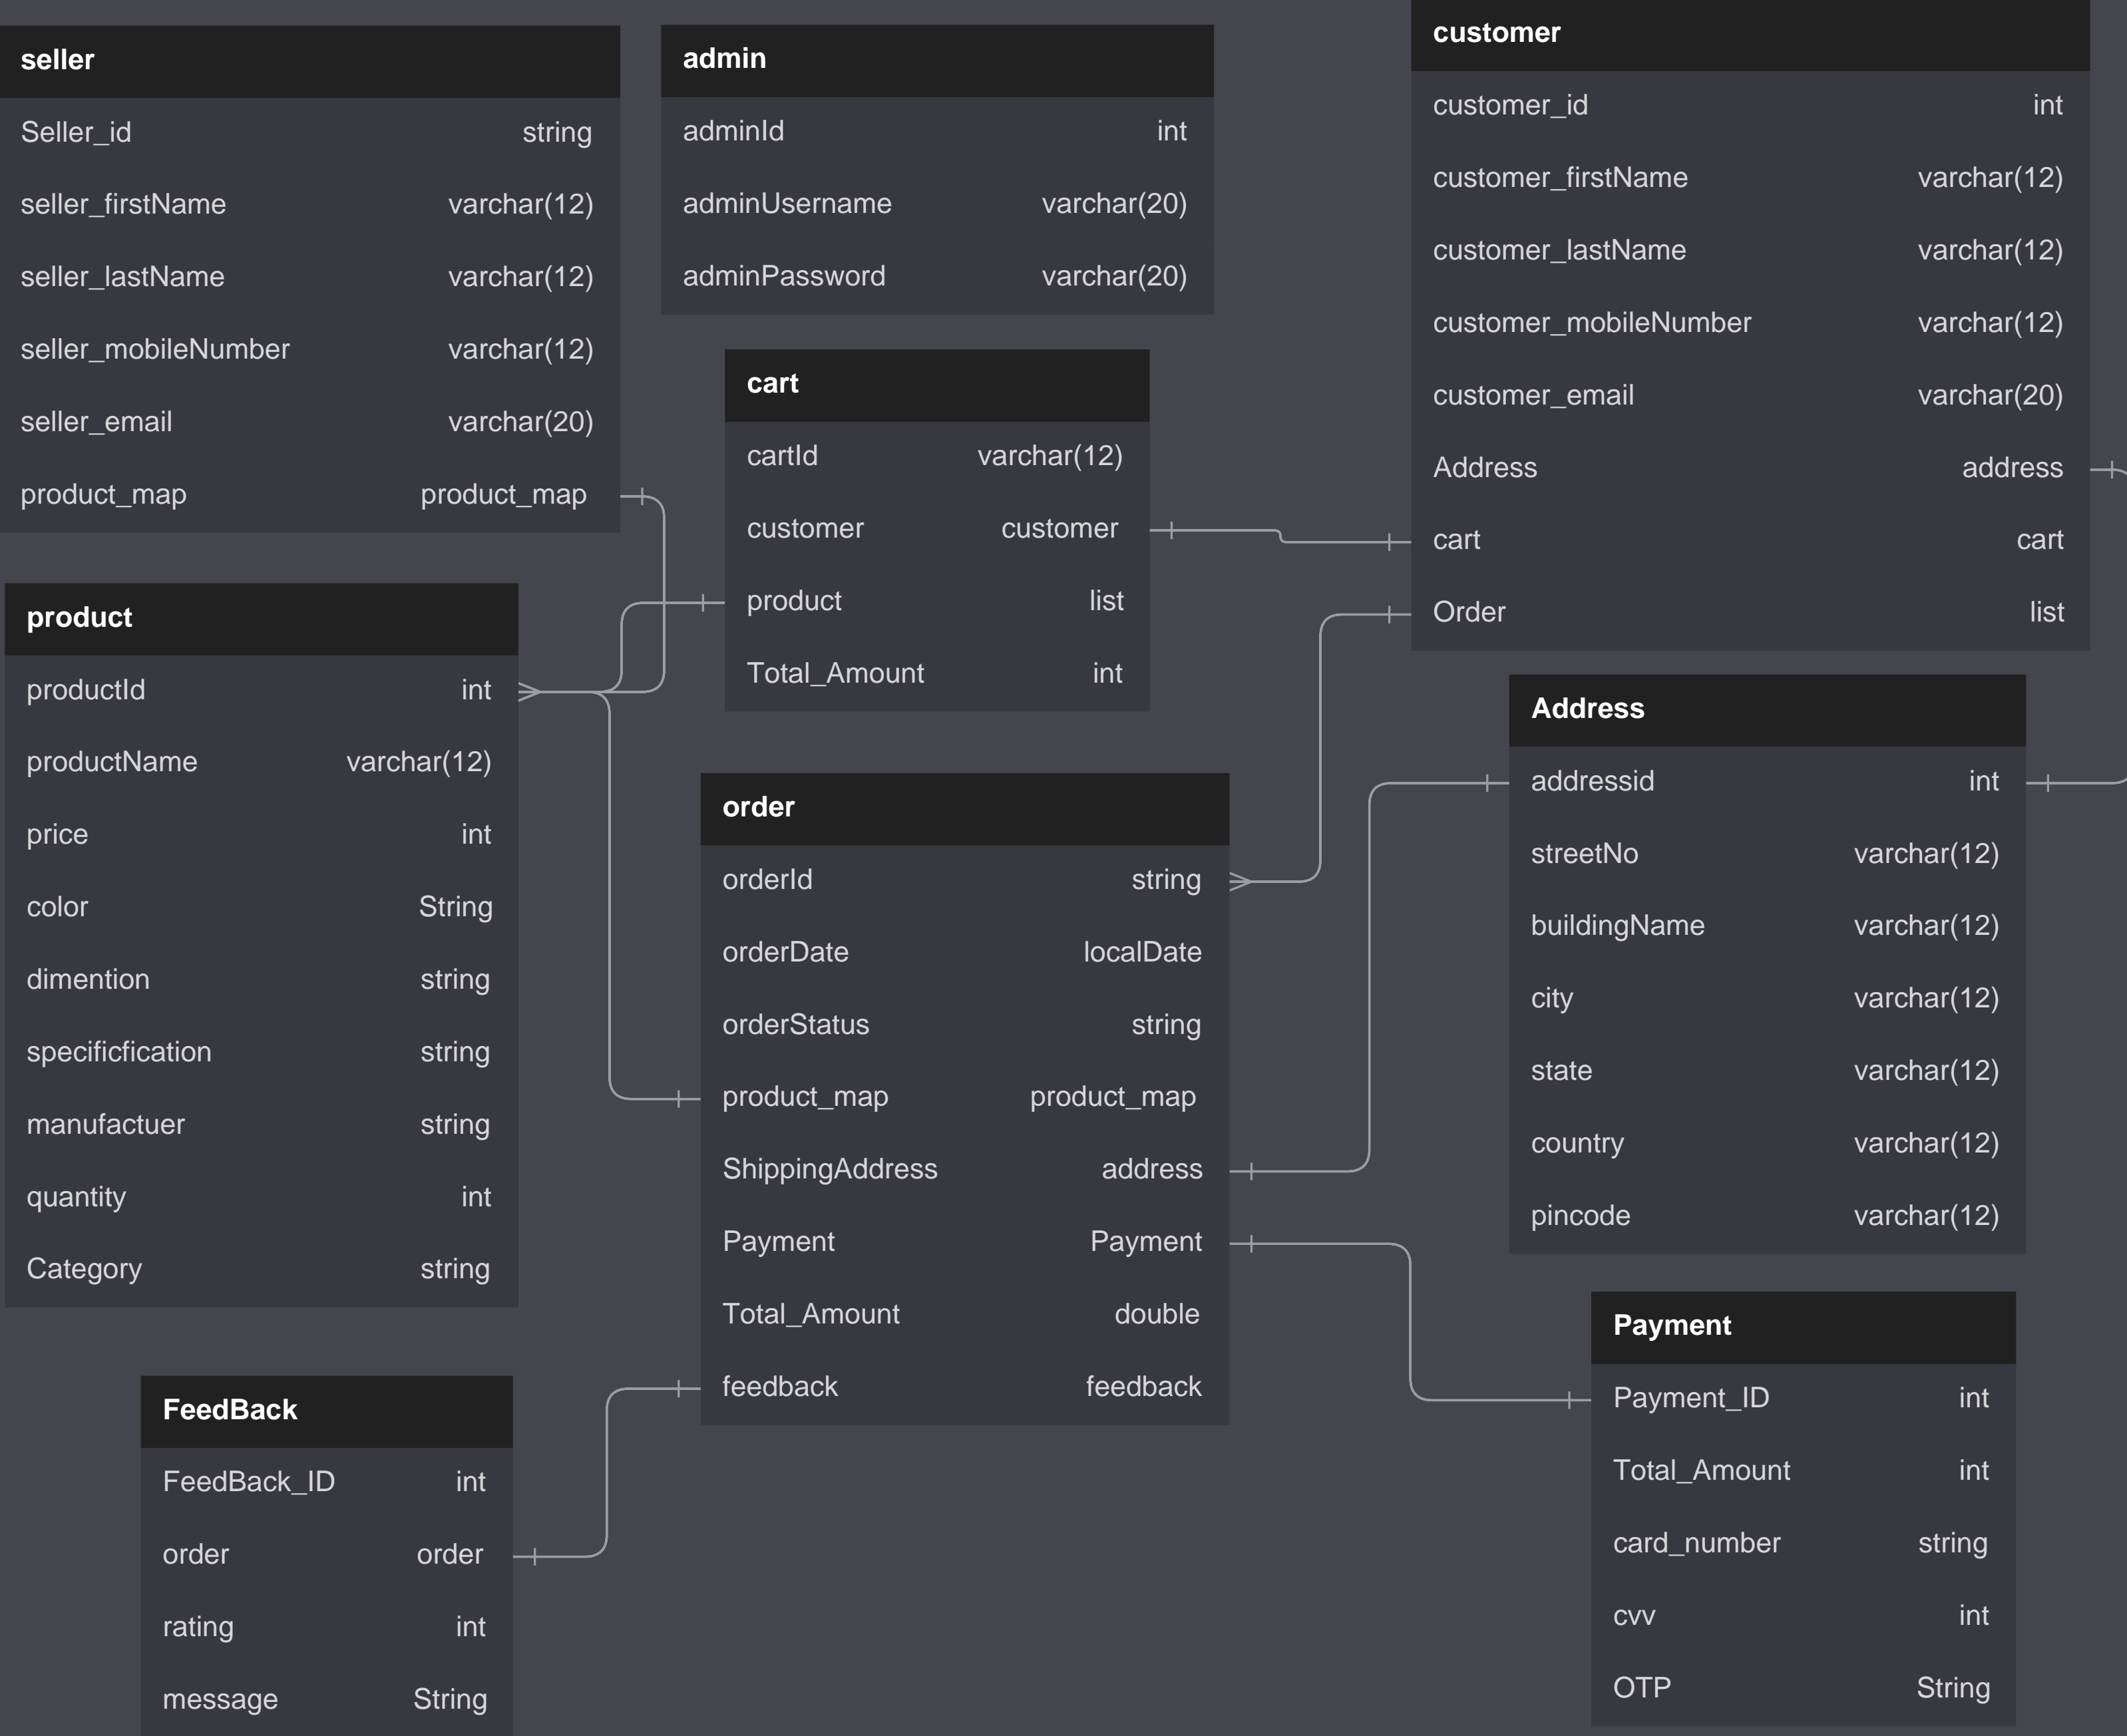 seller
Seller_id string
seller_firstName varchar(12)
seller_lastName varchar(12)
seller_mobileNumber varchar(12)
seller_email varchar(20)
product_map product_map
admin
adminId int
adminUsername varchar(20)
adminPassword varchar(20)
customer
customer_id int
customer_firstName varchar(12)
customer_lastName varchar(12)
customer_mobileNumber varchar(12)
customer_email varchar(20)
Address address
cart cart
Order list
cart
cartId varchar(12)
customer customer
product list
Total_Amount int
product
productId int
productName varchar(12)
price int
color String
dimention string
specificfication string
manufactuer string
quantity int
Category string
order
orderId string
orderDate localDate
orderStatus string
product_map product_map
ShippingAddress address
Payment Payment
Total_Amount double
feedback feedback
Address
addressid int
streetNo varchar(12)
buildingName varchar(12)
city varchar(12)
state varchar(12)
country varchar(12)
pincode varchar(12)
FeedBack
FeedBack_ID int
order order
rating int
message String
Payment
Payment_ID int
Total_Amount int
card_number string
cvv int
OTP String